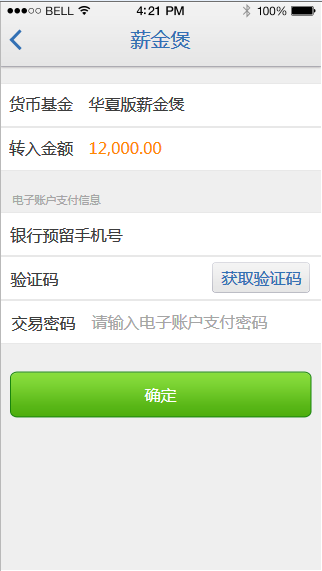 BELL 4:21 PM 100%
薪金煲
货币基金 华夏版薪金煲
转入金额 12,000.00
电子账户支付信息
银行预留手机号
验证码 获取验证码
交易密码 请输入电子账户支付密码
确定